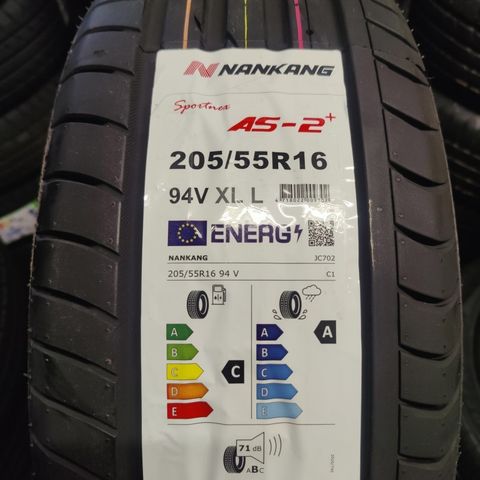 NANKANG
Sportnex
AS-2+
205/55R16
94V XL L
ENERG
NANKANG
JC702
205/55R16 94 V
C1
A
B
C
D
E
C
A
B
C
D
E
A
71 dB
ABC